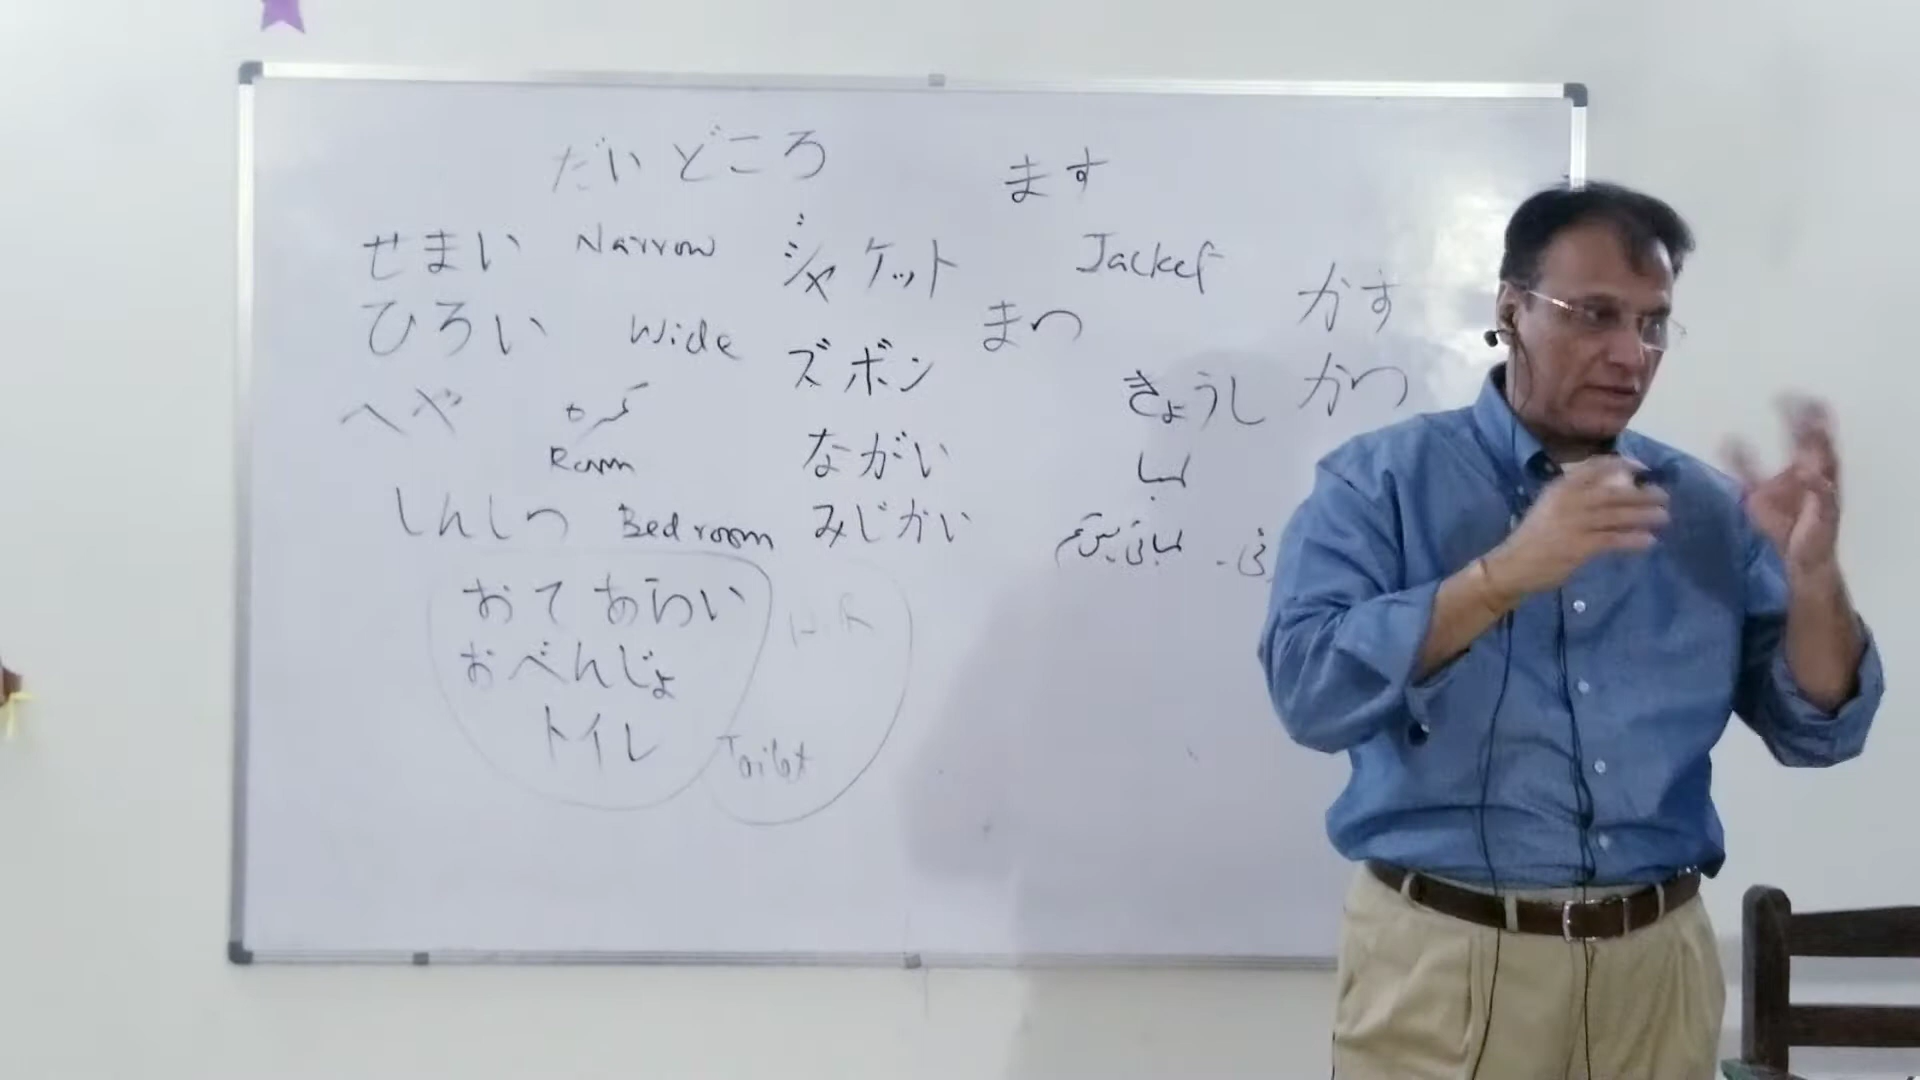 だいどころ
ます
せまい Narrow
ジャケット Jacket
ひろい Wide
ズボン
まつ
かす
かつ
へや
Room
きょうし
ながい
لمبا
しんしつ Bedroom
みじかい
おてあらい
おべんじょ
トイレ
Toilet